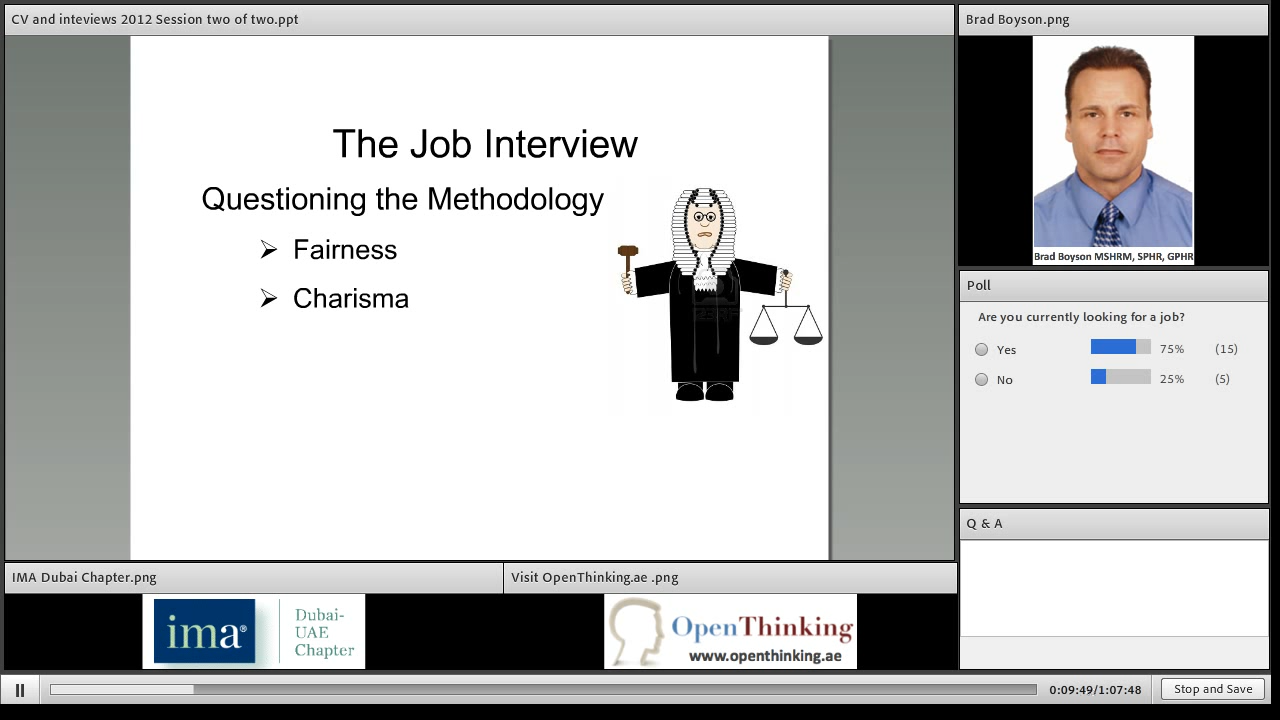 CV and inteviews 2012 Session two of two.ppt
The Job Interview
Questioning the Methodology
Fairness
Charisma
Brad Boyson.png
Brad Boyson MSHRM, SPHR, GPHR
Poll
Are you currently looking for a job?
Yes 75% (15)
No 25% (5)
Q & A
IMA Dubai Chapter.png
ima®
Dubai-
UAE
Chapter
Visit OpenThinking.ae .png
OpenThinking
www.openthinking.ae
0:09:49/1:07:48
Stop and Save